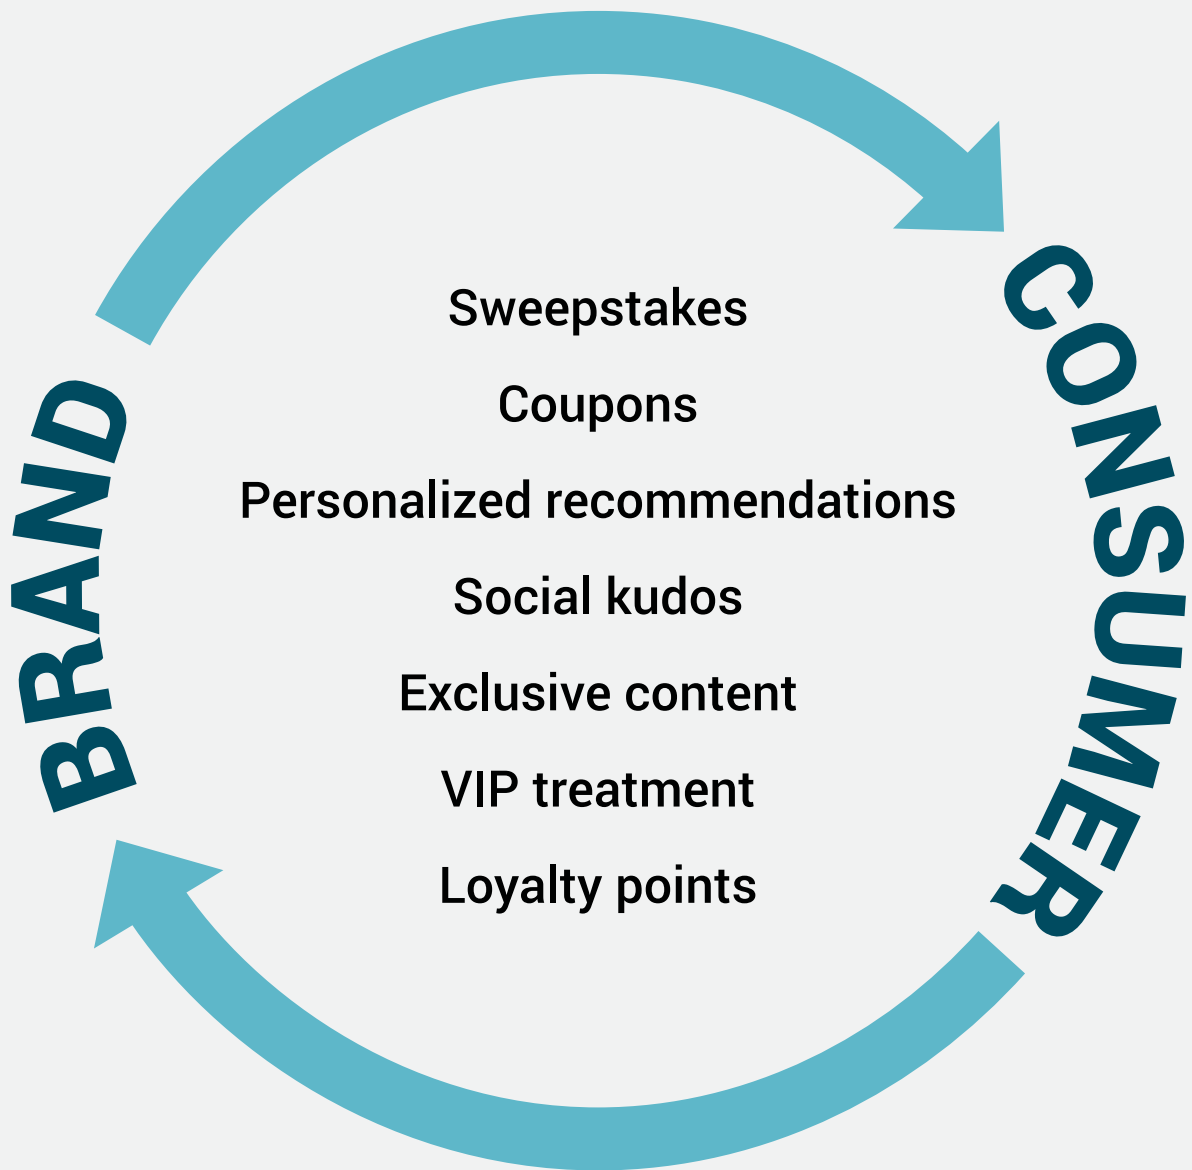 BRAND
CONSUMER
Sweepstakes
Coupons
Personalized recommendations
Social kudos
Exclusive content
VIP treatment
Loyalty points